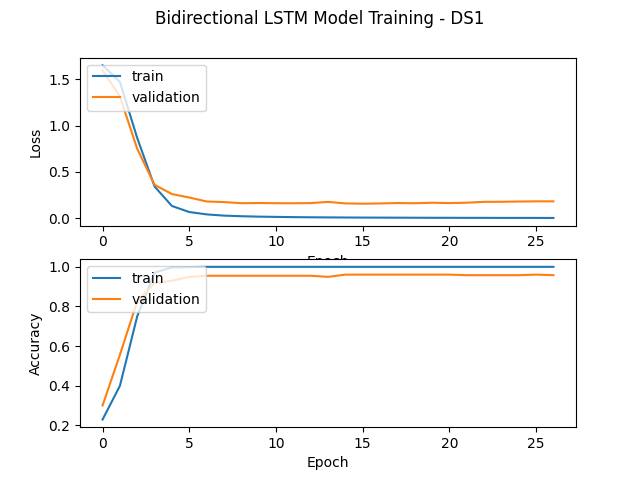 Bidirectional LSTM Model Training - DS1
train
validation
1.5
1.0
0.5
0.0
Loss
0 5 10 15 20 25
Epoch
train
validation
1.0
0.8
0.6
0.4
0.2
Accuracy
0 5 10 15 20 25
Epoch